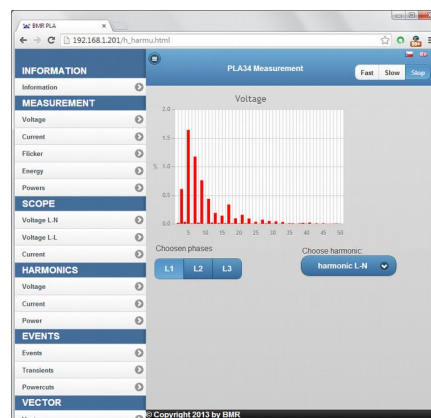 BMR PLA
192.168.1.201/h_harmu.html
INFORMATION
Information
MEASUREMENT
Voltage
Current
Flicker
Energy
Powers
SCOPE
Voltage L-N
Voltage L-L
Current
HARMONICS
Voltage
Current
Power
EVENTS
Events
Transients
Powercuts
VECTOR
PLA34 Measurement
Fast Slow Stop
Voltage
2.0
1.5
%
1.0
0.5
0.0
5 10 15 20 25 30 35 40 45 50
Choosen phases
L1 L2 L3
Choose harmonic:
harmonic L-N
© Copyright 2013 by BMR